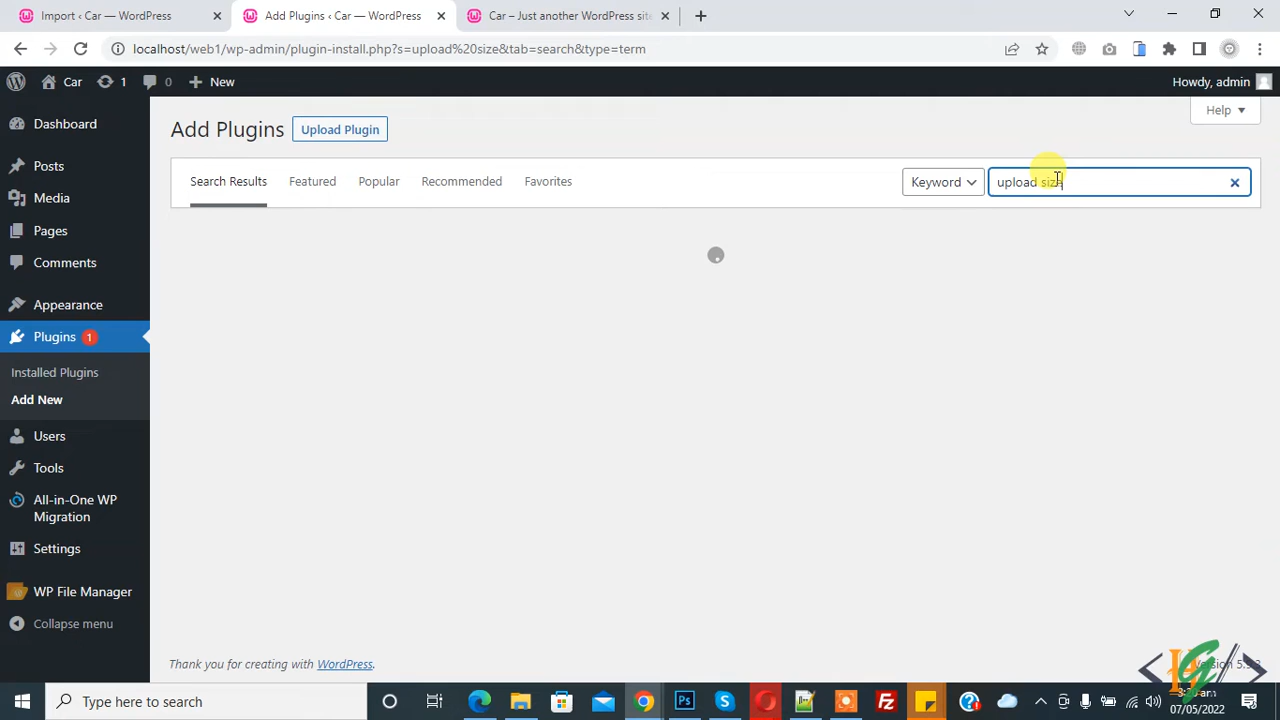 Import ‹ Car — WordPress
Add Plugins ‹ Car — WordPress
Car – Just another WordPress site
localhost/web1/wp-admin/plugin-install.php?s=upload%20size&tab=search&type=term
Car
1
0
New
Howdy, admin
Help
Dashboard
Posts
Media
Pages
Comments
Appearance
Plugins 1
Installed Plugins
Add New
Users
Tools
All-in-One WP
Migration
Settings
WP File Manager
Collapse menu
Add Plugins
Upload Plugin
Search Results
Featured
Popular
Recommended
Favorites
Keyword
upload size
Thank you for creating with WordPress.
Type here to search
07/05/2022